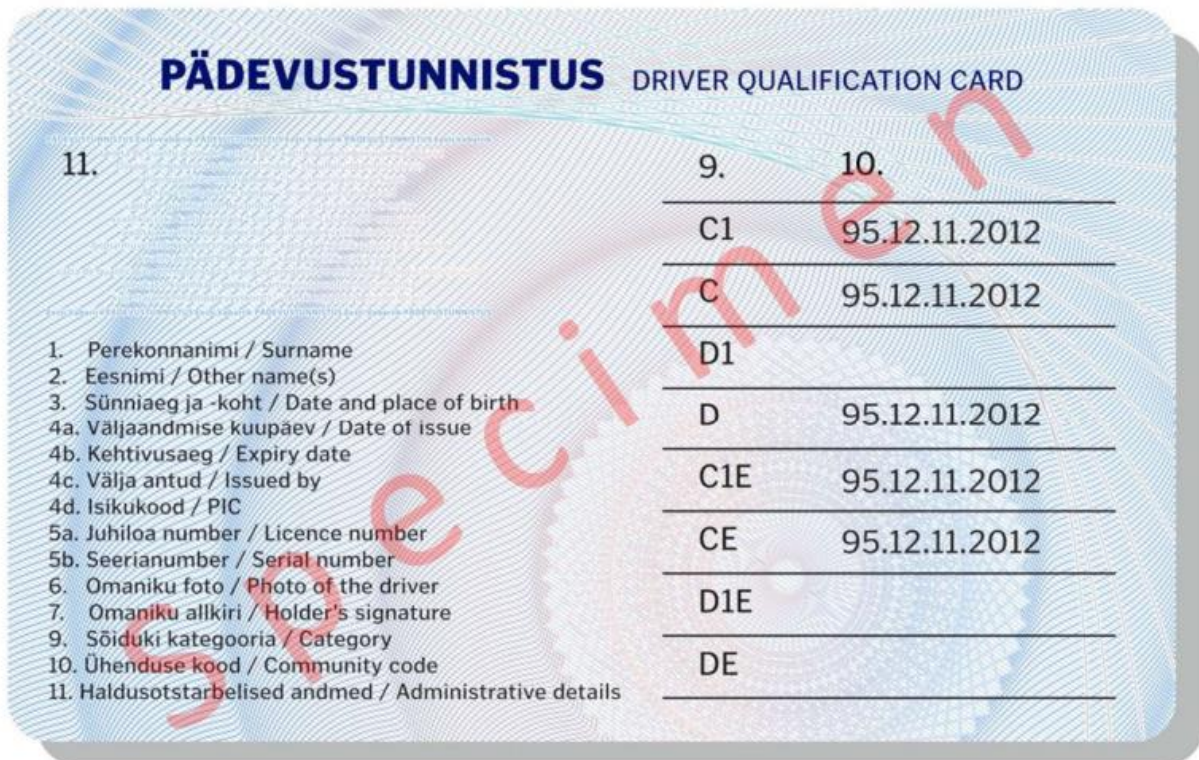 PÄDEVUSTUNNISTUS DRIVER QUALIFICATION CARD
11.
9. 10.
C1 95.12.11.2012
C 95.12.11.2012
D1
D 95.12.11.2012
C1E 95.12.11.2012
CE 95.12.11.2012
D1E
DE
1. Perekonnanimi / Surname
2. Eesnimi / Other name(s)
3. Sünniaeg ja -koht / Date and place of birth
4a. Väljaandmise kuupäev / Date of issue
4b. Kehtivusaeg / Expiry date
4c. Välja antud / Issued by
4d. Isikukood / PIC
5a. Juhiloa number / Licence number
5b. Seerianumber / Serial number
6. Omaniku foto / Photo of the driver
7. Omaniku allkiri / Holder's signature
9. Sõiduki kategooria / Category
10. Ühenduse kood / Community code
11. Haldusotstarbelised andmed / Administrative details
Specimen